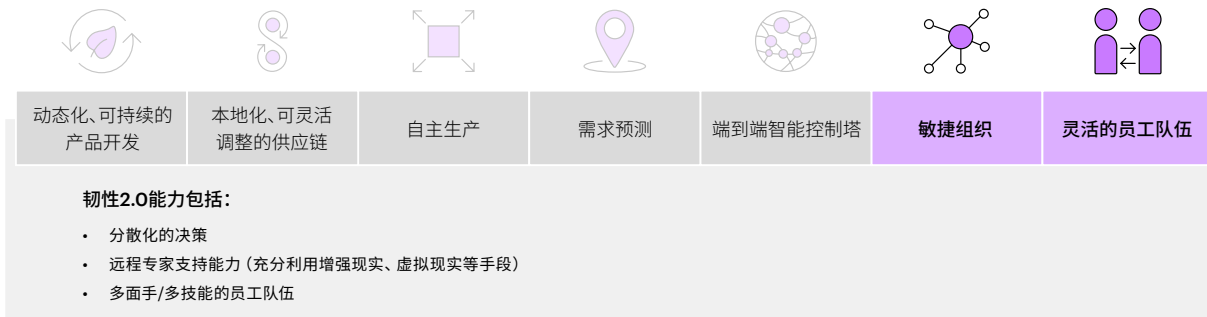 动态化、可持续的
产品开发
本地化、可灵活
调整的供应链
自主生产
需求预测
端到端智能控制塔
敏捷组织
灵活的员工队伍
韧性2.0能力包括：
• 分散化的决策
• 远程专家支持能力（充分利用增强现实、虚拟现实等手段）
• 多面手/多技能的员工队伍